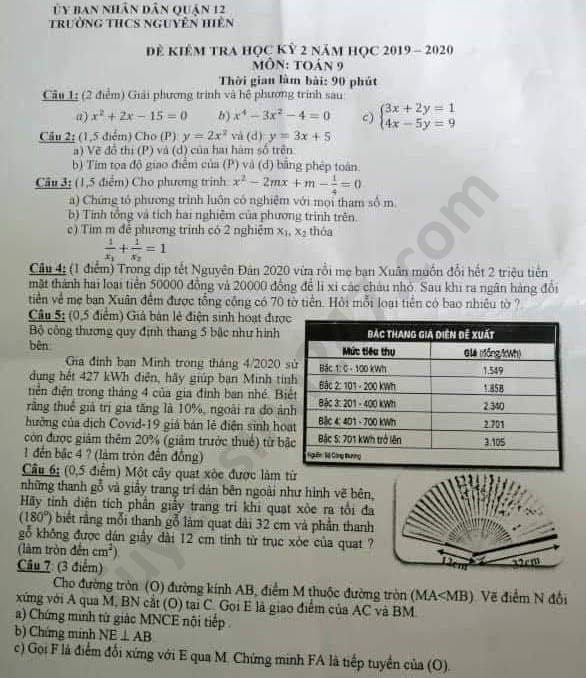 ỦY BAN NHÂN DÂN QUẬN 12
TRƯỜNG THCS NGUYỄN HIỀN
ĐỀ KIỂM TRA HỌC KỲ 2 NĂM HỌC 2019 – 2020
MÔN: TOÁN 9
Thời gian làm bài: 90 phút
Câu 1: (2 điểm) Giải phương trình và hệ phương trình sau:
a) x² + 2x − 15 = 0 b) x⁴ − 3x² − 4 = 0 c) {3x + 2y = 1
{4x − 5y = 9
Câu 2: (1,5 điểm) Cho (P): y = 2x² và (d): y = 3x + 5
a) Vẽ đồ thị (P) và (d) của hai hàm số trên.
b) Tìm tọa độ giao điểm của (P) và (d) bằng phép toán.
Câu 3: (1,5 điểm) Cho phương trình: x² − 2mx + m − 1/4 = 0
a) Chứng tỏ phương trình luôn có nghiệm với mọi tham số m.
b) Tính tổng và tích hai nghiệm của phương trình trên.
c) Tìm m để phương trình có 2 nghiệm x₁, x₂ thỏa
1/x₁ + 1/x₂ = 1
Câu 4: (1 điểm) Trong dịp tết Nguyên Đán 2020 vừa rồi mẹ bạn Xuân muốn đổi hết 2 triệu tiền
mặt thành hai loại tiền 50000 đồng và 20000 đồng để lì xì các cháu nhỏ. Sau khi ra ngân hàng đổi
tiền về mẹ bạn Xuân đếm được tổng cộng có 70 tờ tiền. Hỏi mỗi loại tiền có bao nhiêu tờ ?
Câu 5: (0,5 điểm) Giá bán lẻ điện sinh hoạt được
Bộ công thương quy định thang 5 bậc như hình
bên:
Gia đình bạn Minh trong tháng 4/2020 sử
dụng hết 427 kWh điện, hãy giúp bạn Minh tính
tiền điện trong tháng 4 của gia đình bạn nhé. Biết
rằng thuế giá trị gia tăng là 10%, ngoài ra do ảnh
hưởng của dịch Covid-19 giá bán lẻ điện sinh hoạt
còn được giảm thêm 20% (giảm trước thuế) từ bậc
1 đến bậc 4 ? (làm tròn đến đồng)
BẬC THANG GIÁ ĐIỆN ĐỀ XUẤT
Mức tiêu thụ Giá (đồng/kWh)
Bậc 1: 0 - 100 kWh 1.549
Bậc 2: 101 - 200 kWh 1.858
Bậc 3: 201 - 400 kWh 2.340
Bậc 4: 401 - 700 kWh 2.701
Bậc 5: 701 kWh trở lên 3.105
Nguồn: Bộ Công thương
Câu 6: (0,5 điểm) Một cây quạt xòe được làm từ
những thanh gỗ và giấy trang trí dán bên ngoài như hình vẽ bên,
Hãy tính diện tích phần giấy trang trí khi quạt xòe ra tối đa
(180⁰) biết rằng mỗi thanh gỗ làm quạt dài 32 cm và phần thanh
gỗ không được dán giấy dài 12 cm tính từ trục xòe của quạt ?
(làm tròn đến cm²)
12cm 32cm
Câu 7: (3 điểm)
Cho đường tròn (O) đường kính AB, điểm M thuộc đường tròn (MA<MB). Vẽ điểm N đối
xứng với A qua M, BN cắt (O) tại C. Gọi E là giao điểm của AC và BM.
a) Chứng minh tứ giác MNCE nội tiếp .
b) Chứng minh NE ⊥ AB.
c) Gọi F là điểm đối xứng với E qua M. Chứng minh FA là tiếp tuyến của (O).